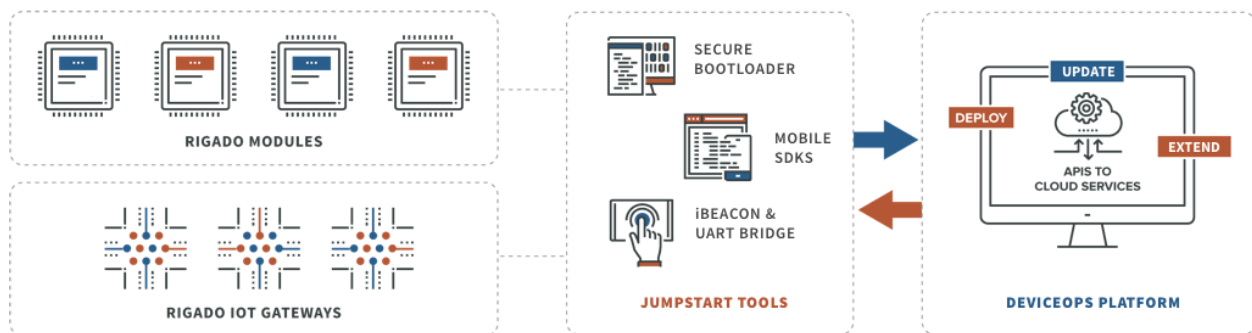 RIGADO MODULES
RIGADO IOT GATEWAYS
SECURE
BOOTLOADER
MOBILE
SDKS
iBEACON &
UART BRIDGE
JUMPSTART TOOLS
UPDATE
DEPLOY
EXTEND
APIS TO
CLOUD SERVICES
DEVICEOPS PLATFORM